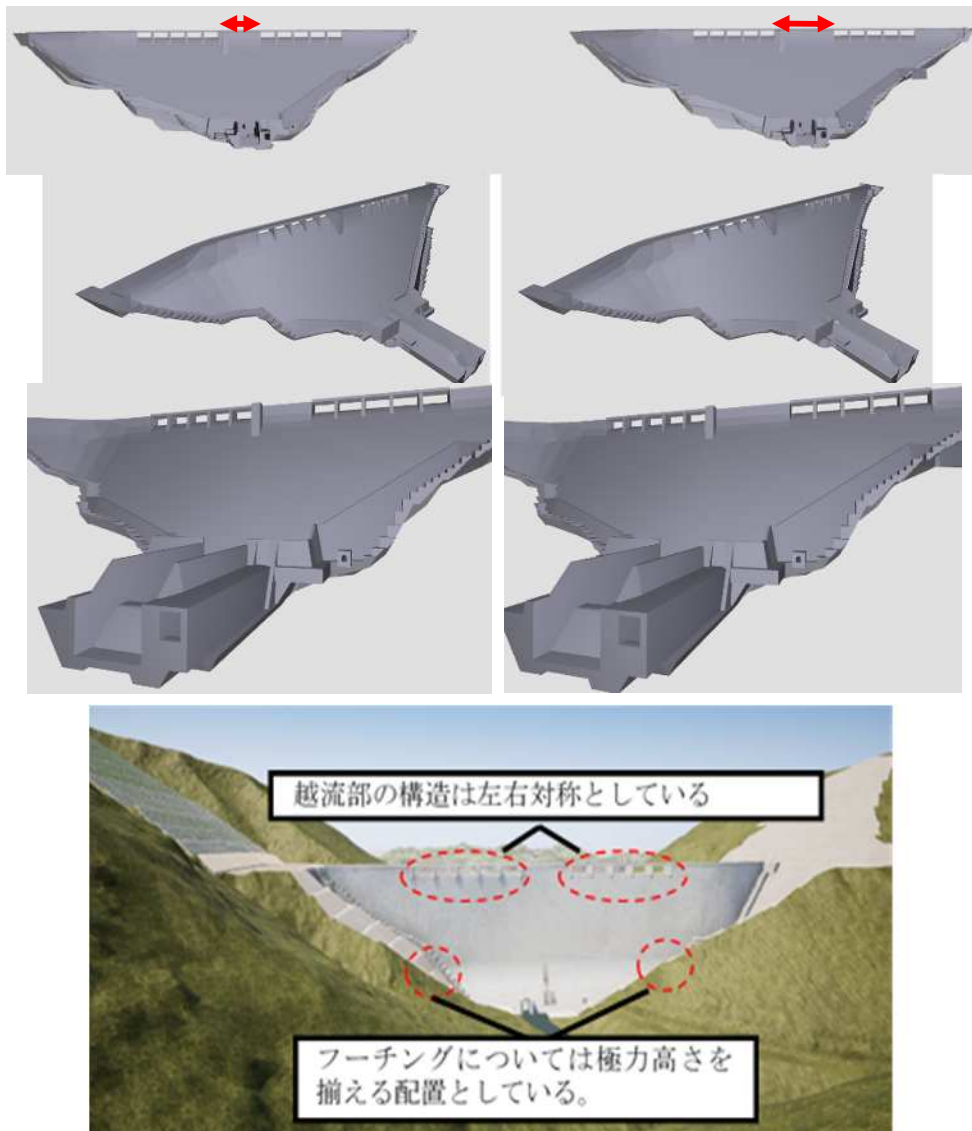 越流部の構造は左右対称としている
フーチングについては極力高さを
揃える配置としている。